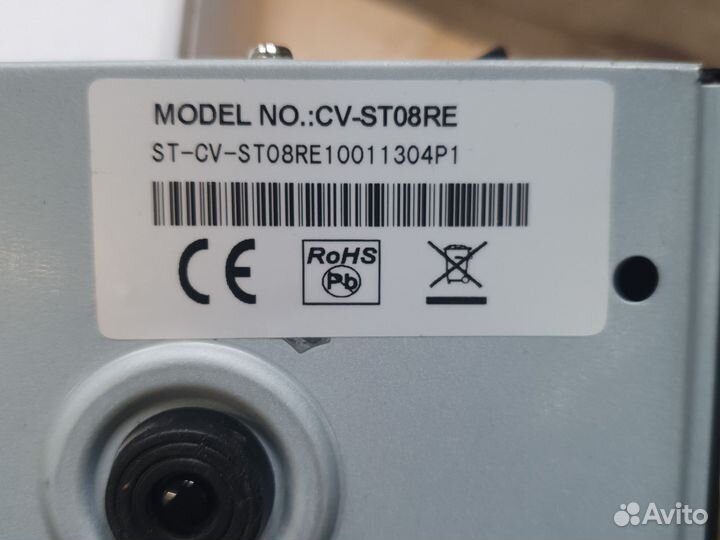 MODEL NO.:CV-ST08RE
ST-CV-ST08RE10011304P1
CE
RoHS
Pb
Avito